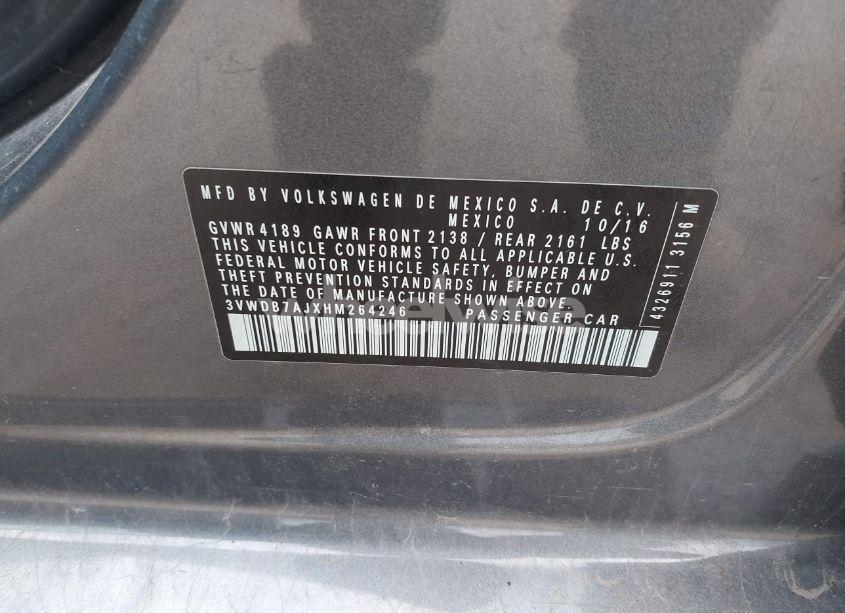 MFD BY VOLKSWAGEN DE MEXICO S.A. DE C.V.
MEXICO 10/16
GVWR 4189 GAWR FRONT 2138 / REAR 2161 LBS
THIS VEHICLE CONFORMS TO ALL APPLICABLE U.S.
FEDERAL MOTOR VEHICLE SAFETY, BUMPER AND
THEFT PREVENTION STANDARDS IN EFFECT ON
THE DATE OF MANUFACTURE SHOWN ABOVE.
3VWDB7AJXHM264246 PASSENGER CAR
4326911 3156 M